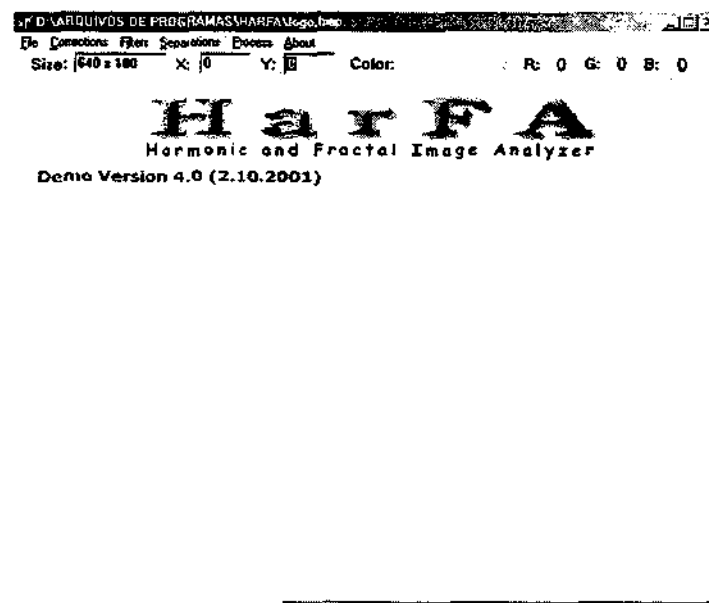 D:\ARQUIVOS DE PROGRAMAS\HARFA\logo.bmp
File Corrections Filters Separations Process About
Size: 640 x 180 X: 0 Y: 0 Color: R: 0 G: 0 B: 0
HarFA
Harmonic and Fractal Image Analyzer
Demo Version 4.0 (2.10.2001)